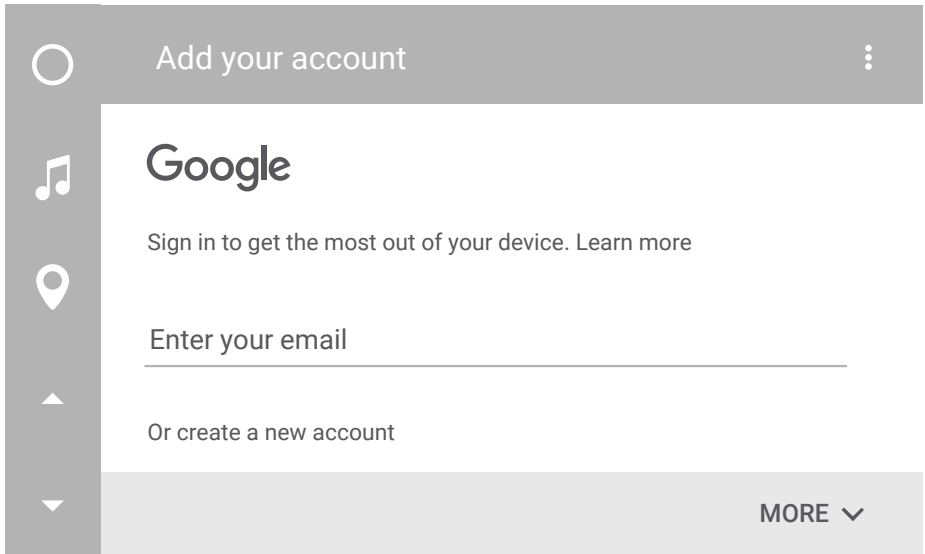 Add your account
Google
Sign in to get the most out of your device. Learn more
Enter your email
Or create a new account
MORE